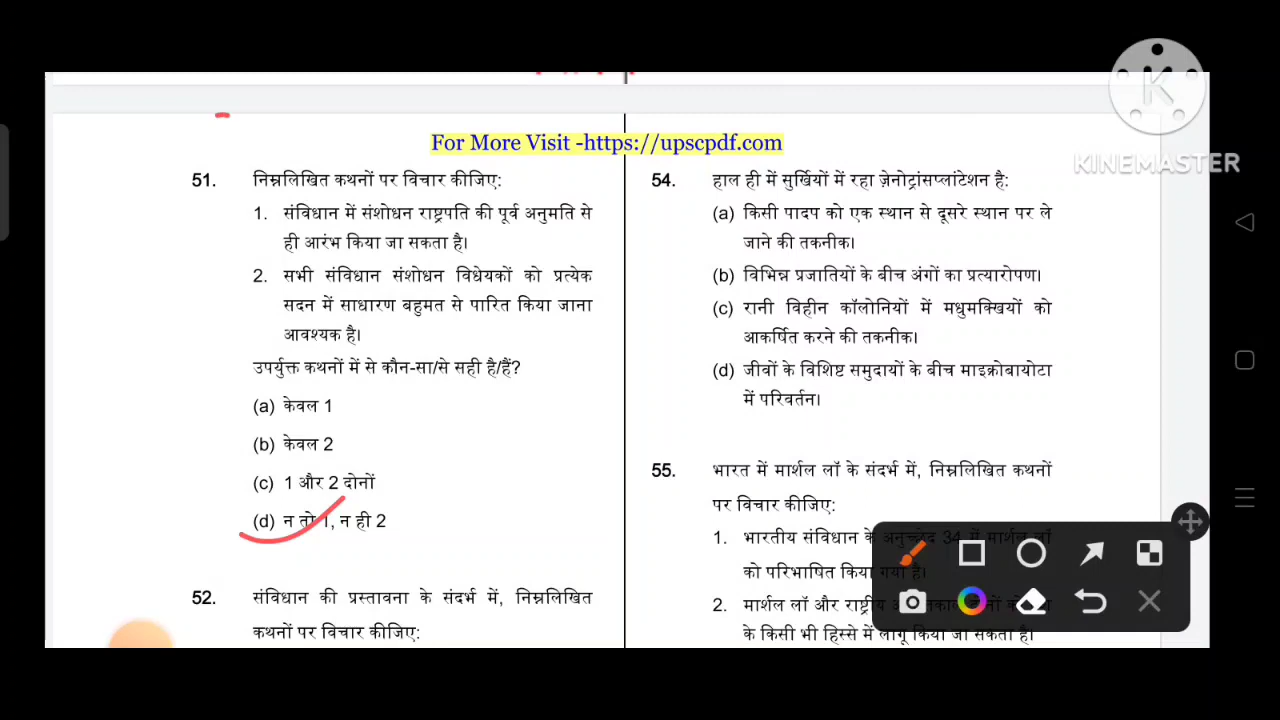 For More Visit -https://upscpdf.com
KINEMASTER
51. निम्नलिखित कथनों पर विचार कीजिए:
1. संविधान में संशोधन राष्ट्रपति की पूर्व अनुमति से
ही आरंभ किया जा सकता है।
2. सभी संविधान संशोधन विधेयकों को प्रत्येक
सदन में साधारण बहुमत से पारित किया जाना
आवश्यक है।
उपर्युक्त कथनों में से कौन-सा/से सही है/हैं?
(a) केवल 1
(b) केवल 2
(c) 1 और 2 दोनों
(d) न तो 1, न ही 2
52. संविधान की प्रस्तावना के संदर्भ में, निम्नलिखित
कथनों पर विचार कीजिए:
54. हाल ही में सुर्खियों में रहा ज़ेनोट्रांसप्लांटेशन है:
(a) किसी पादप को एक स्थान से दूसरे स्थान पर ले
जाने की तकनीक।
(b) विभिन्न प्रजातियों के बीच अंगों का प्रत्यारोपण।
(c) रानी विहीन कॉलोनियों में मधुमक्खियों को
आकर्षित करने की तकनीक।
(d) जीवों के विशिष्ट समुदायों के बीच माइक्रोबायोटा
में परिवर्तन।
55. भारत में मार्शल लॉ के संदर्भ में, निम्नलिखित कथनों
पर विचार कीजिए:
1. भारतीय संविधान के अनुच्छेद 34 में मार्शल लॉ
को परिभाषित किया गया है।
2. मार्शल लॉ और राष्ट्रीय
के किसी भी हिस्से में लागू किया जा सकता है।